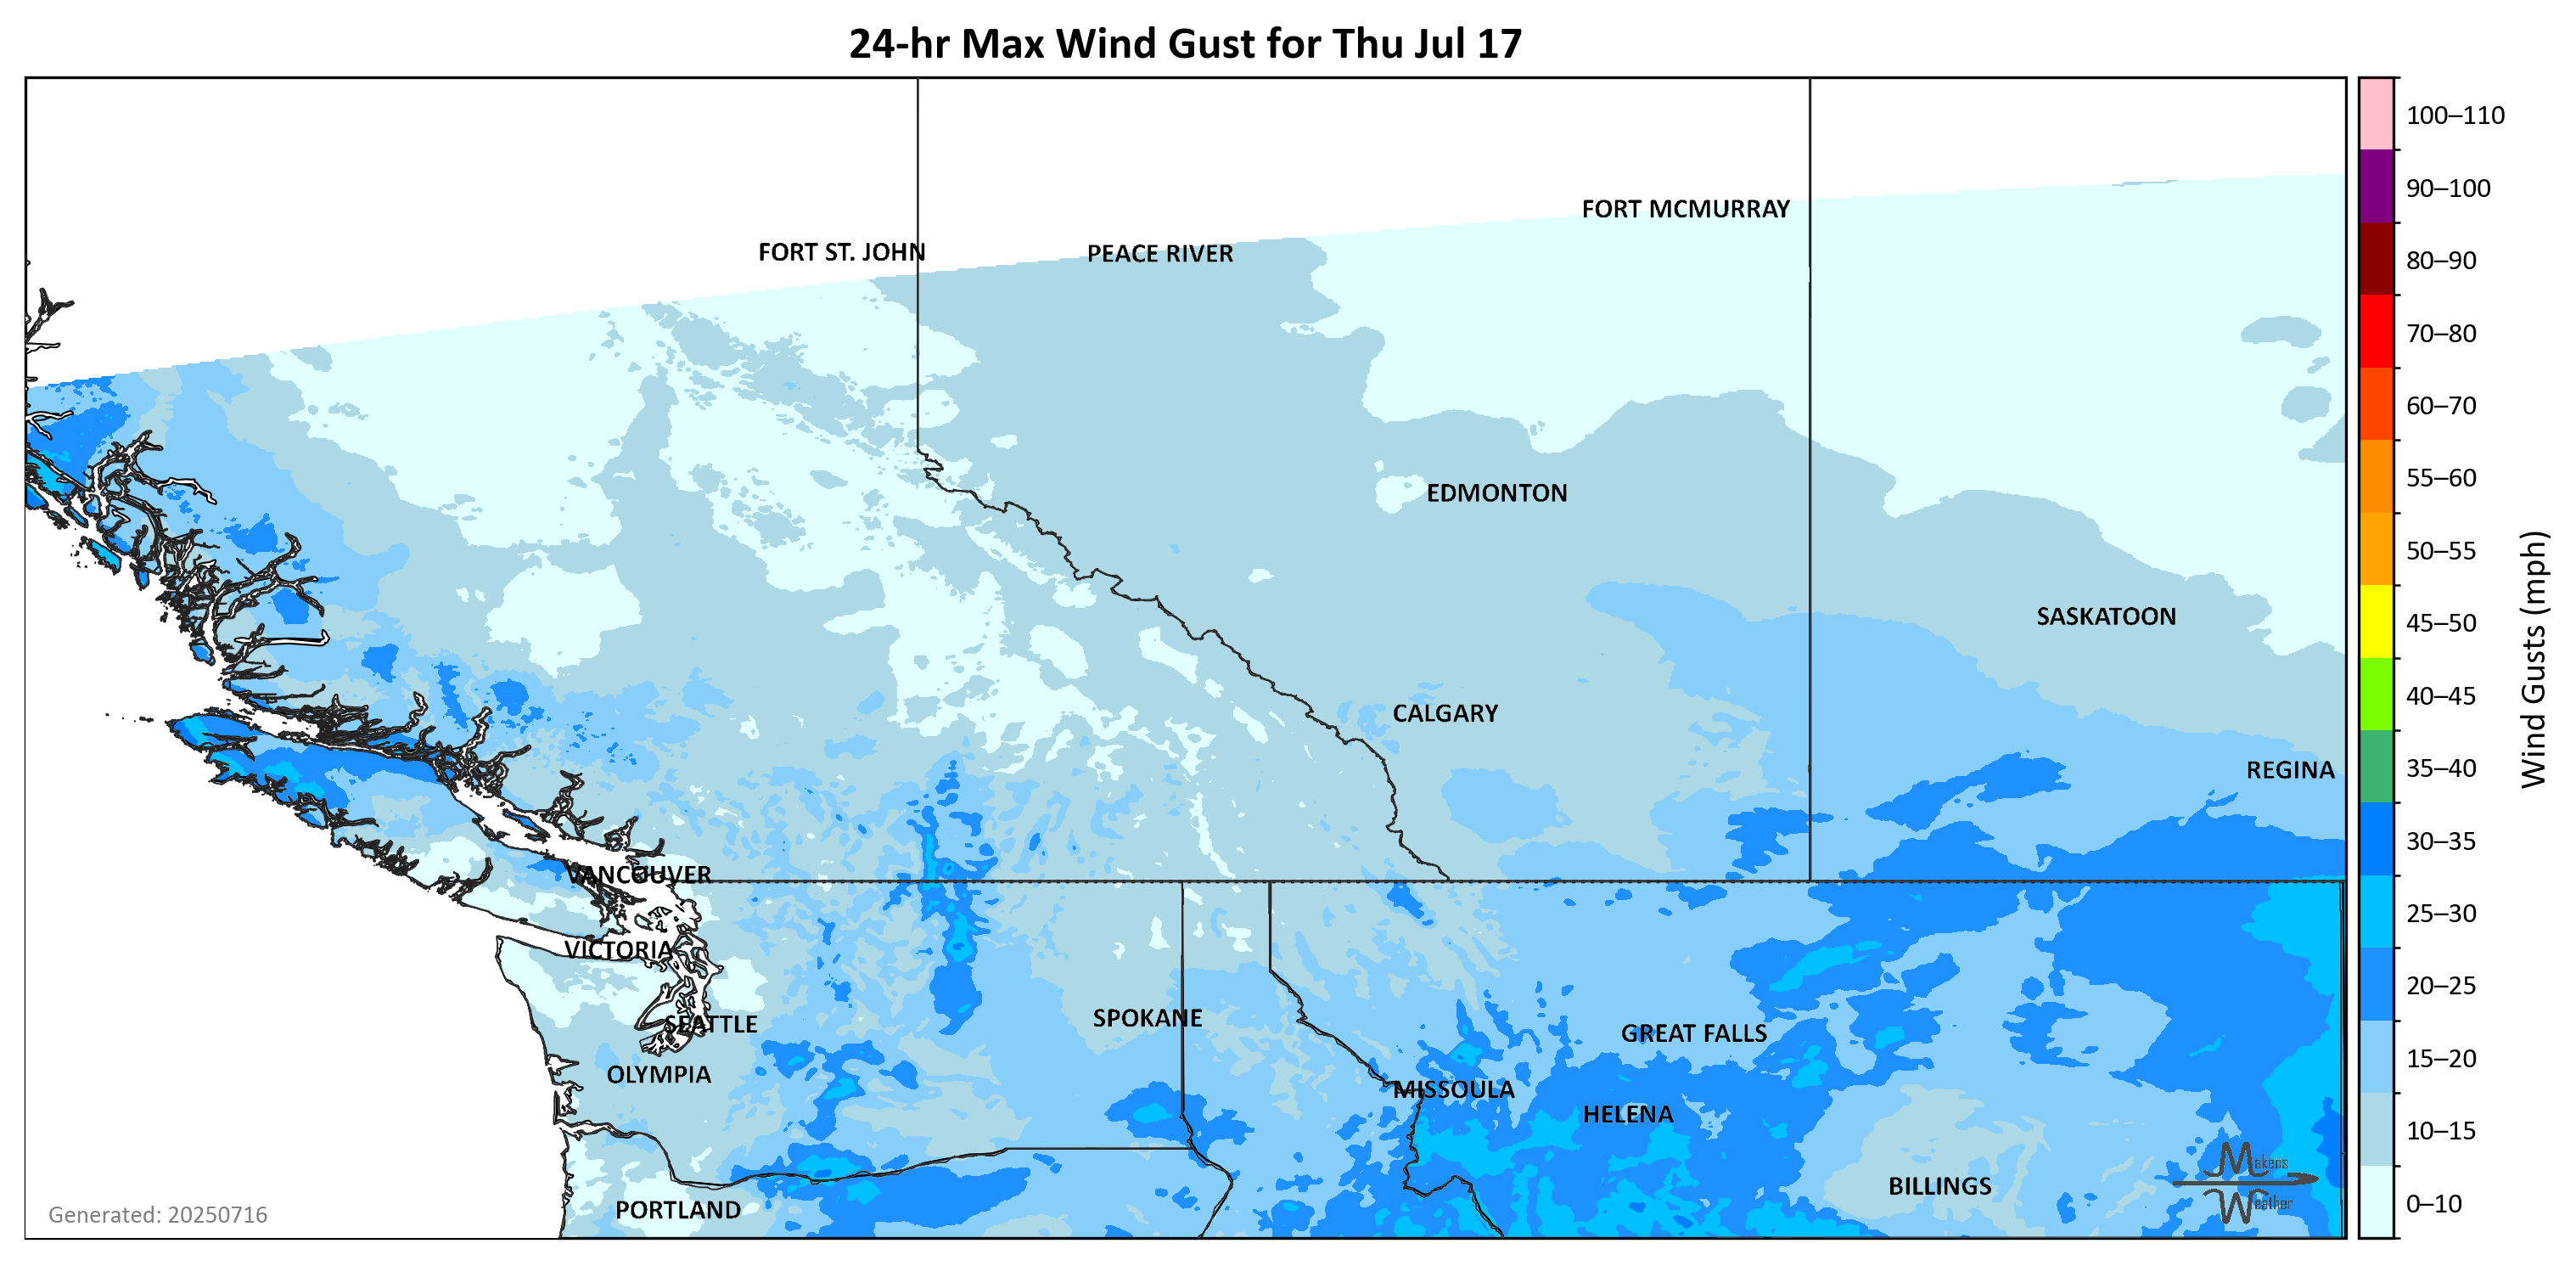 24-hr Max Wind Gust for Thu Jul 17
FORT MCMURRAY
FORT ST. JOHN
PEACE RIVER
EDMONTON
SASKATOON
CALGARY
REGINA
VANCOUVER
VICTORIA
SEATTLE
SPOKANE
GREAT FALLS
OLYMPIA
MISSOULA
HELENA
BILLINGS
PORTLAND
Makens
Weather
Generated: 20250716
100–110
90–100
80–90
70–80
60–70
55–60
50–55
45–50
40–45
35–40
30–35
25–30
20–25
15–20
10–15
0–10
Wind Gusts (mph)